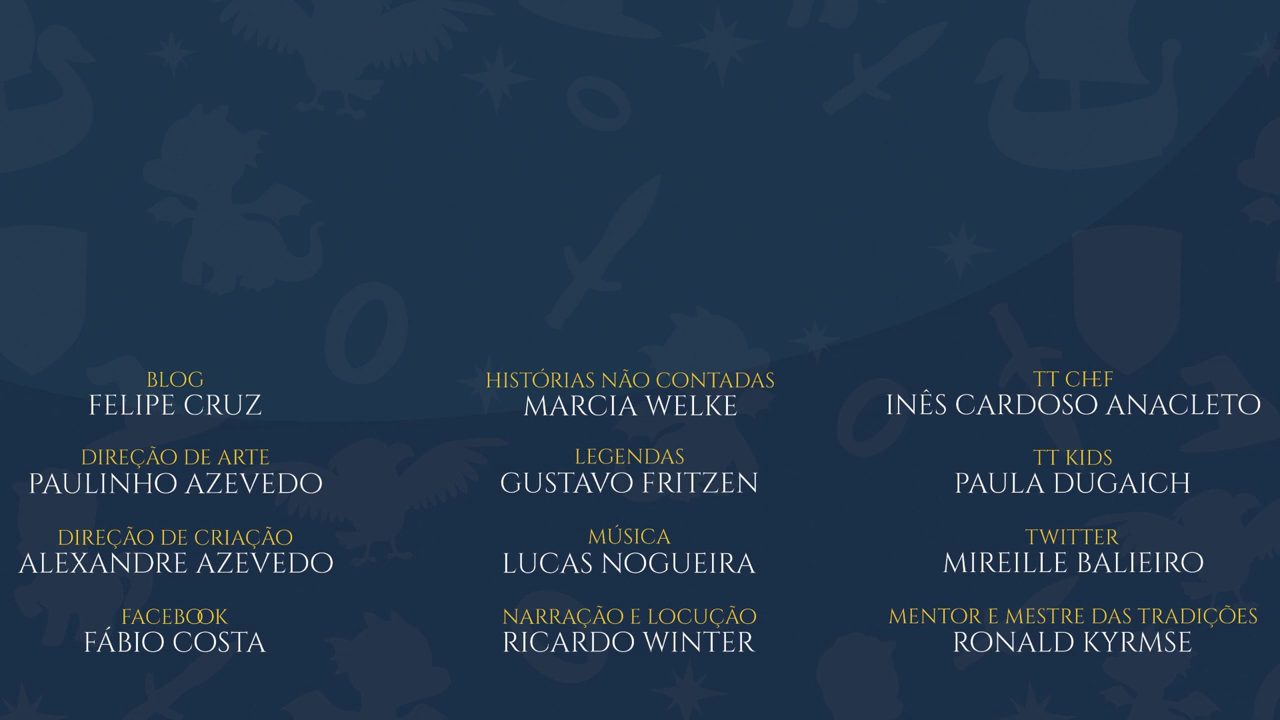 BLOG
FELIPE CRUZ
DIREÇÃO DE ARTE
PAULINHO AZEVEDO
DIREÇÃO DE CRIAÇÃO
ALEXANDRE AZEVEDO
FACEBOOK
FÁBIO COSTA
HISTÓRIAS NÃO CONTADAS
MARCIA WELKE
LEGENDAS
GUSTAVO FRITZEN
MÚSICA
LUCAS NOGUEIRA
NARRAÇÃO E LOCUÇÃO
RICARDO WINTER
TT CHEF
INÊS CARDOSO ANACLETO
TT KIDS
PAULA DUGAICH
TWITTER
MIREILLE BALIEIRO
MENTOR E MESTRE DAS TRADIÇÕES
RONALD KYRMSE